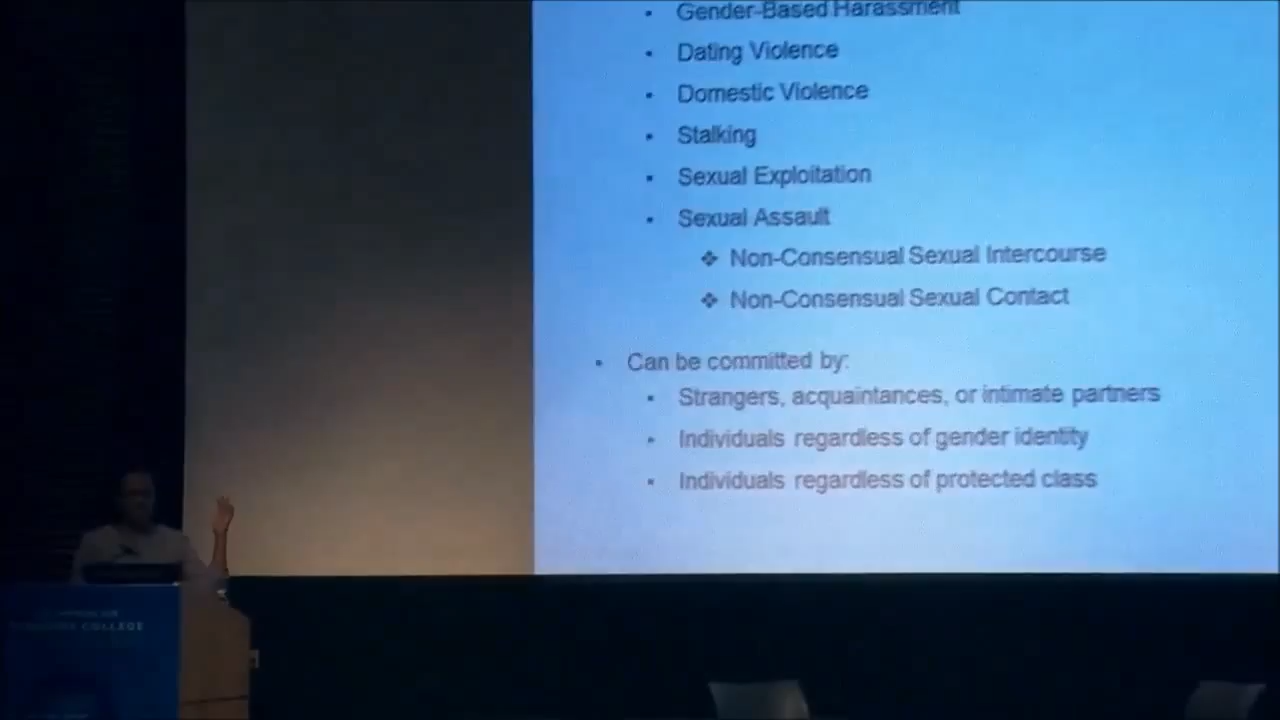 • Gender-Based Harassment
• Dating Violence
• Domestic Violence
• Stalking
• Sexual Exploitation
• Sexual Assault
❖ Non-Consensual Sexual Intercourse
❖ Non-Consensual Sexual Contact
• Can be committed by:
• Strangers, acquaintances, or intimate partners
• Individuals regardless of gender identity
• Individuals regardless of protected class
COLLEGE